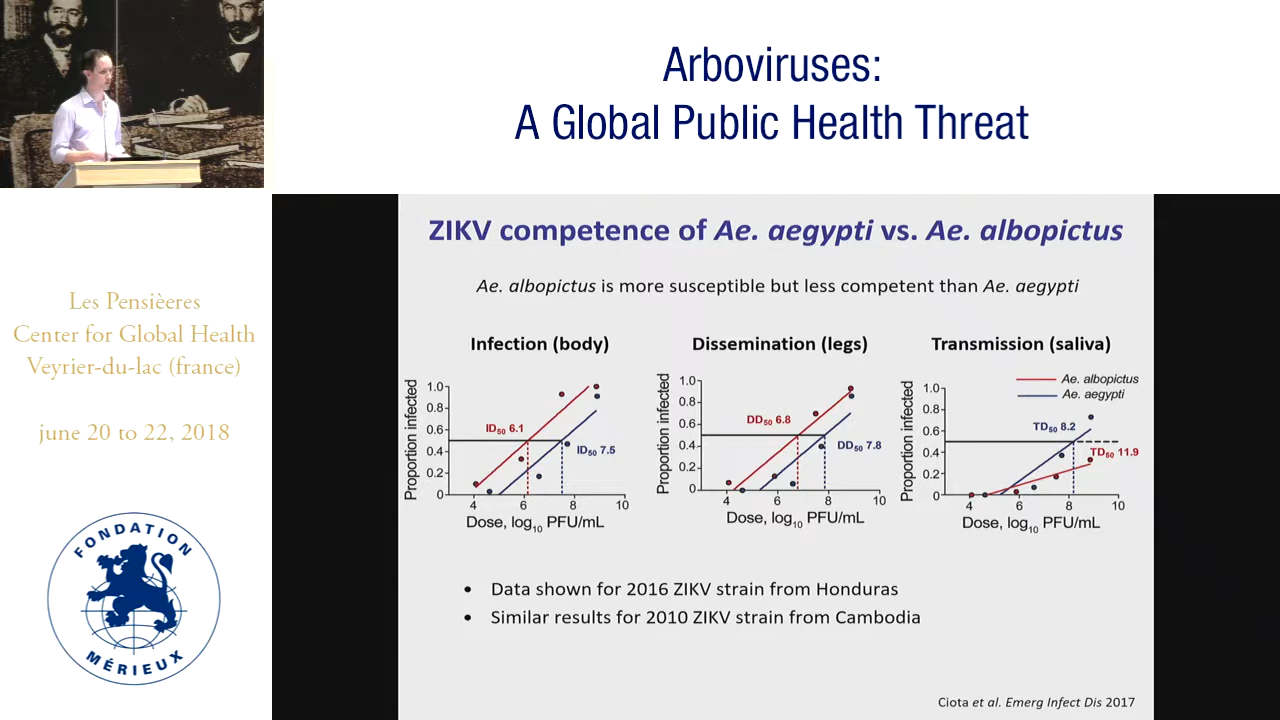 Arboviruses:
A Global Public Health Threat
Les Pensièeres
Center for Global Health
Veyrier-du-lac (france)
june 20 to 22, 2018
FONDATION
MÉRIEUX
ZIKV competence of Ae. aegypti vs. Ae. albopictus
Ae. albopictus is more susceptible but less competent than Ae. aegypti
Infection (body)
Proportion infected
1.0
0.8
0.6
0.4
0.2
0
ID50 6.1
ID50 7.5
4 6 8 10
Dose, log10 PFU/mL
Dissemination (legs)
Proportion infected
1.0
0.8
0.6
0.4
0.2
0
DD50 6.8
DD50 7.8
4 6 8 10
Dose, log10 PFU/mL
Transmission (saliva)
Ae. albopictus
Ae. aegypti
Proportion infected
1.0
0.8
0.6
0.4
0.2
0
TD50 8.2
TD50 11.9
4 6 8 10
Dose, log10 PFU/mL
• Data shown for 2016 ZIKV strain from Honduras
• Similar results for 2010 ZIKV strain from Cambodia
Ciota et al. Emerg Infect Dis 2017